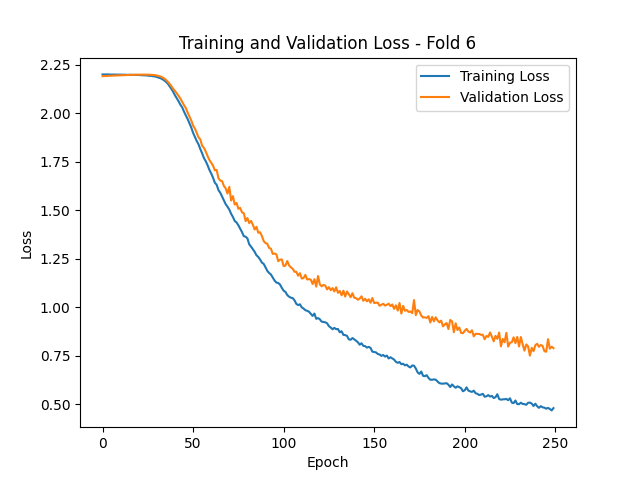 Training and Validation Loss - Fold 6
Training Loss
Validation Loss
Loss
2.25
2.00
1.75
1.50
1.25
1.00
0.75
0.50
0 50 100 150 200 250
Epoch